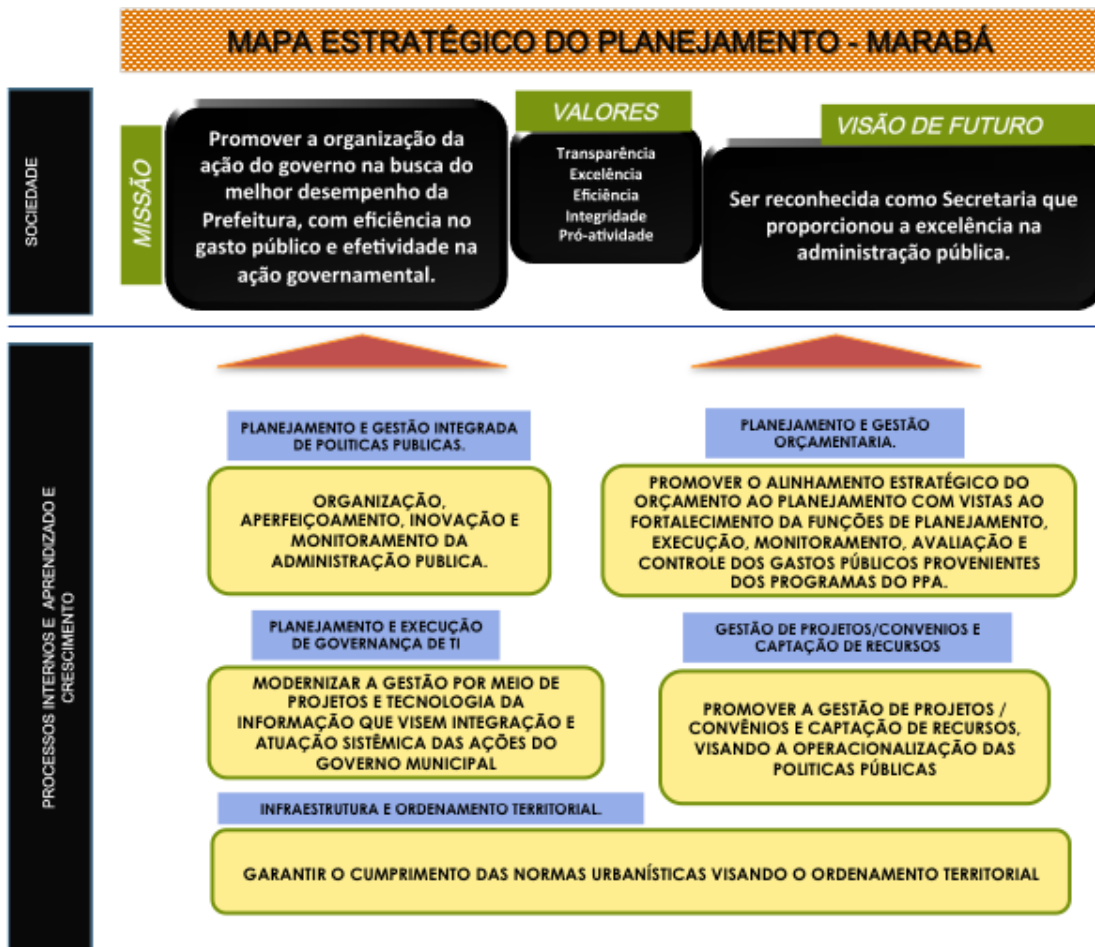 MAPA ESTRATÉGICO DO PLANEJAMENTO - MARABÁ
SOCIEDADE
MISSÃO
Promover a organização da
ação do governo na busca do
melhor desempenho da
Prefeitura, com eficiência no
gasto público e efetividade na
ação governamental.
VALORES
Transparência
Excelência
Eficiência
Integridade
Pró-atividade
VISÃO DE FUTURO
Ser reconhecida como Secretaria que
proporcionou a excelência na
administração pública.
PROCESSOS INTERNOS E APRENDIZADO E
CRESCIMENTO
PLANEJAMENTO E GESTÃO INTEGRADA
DE POLITICAS PUBLICAS.
ORGANIZAÇÃO,
APERFEIÇOAMENTO, INOVAÇÃO E
MONITORAMENTO DA
ADMINISTRAÇÃO PUBLICA.
PLANEJAMENTO E GESTÃO
ORÇAMENTARIA.
PROMOVER O ALINHAMENTO ESTRATÉGICO DO
ORÇAMENTO AO PLANEJAMENTO COM VISTAS AO
FORTALECIMENTO DA FUNÇÕES DE PLANEJAMENTO,
EXECUÇÃO, MONITORAMENTO, AVALIAÇÃO E
CONTROLE DOS GASTOS PÚBLICOS PROVENIENTES
DOS PROGRAMAS DO PPA.
PLANEJAMENTO E EXECUÇÃO
DE GOVERNANÇA DE TI
MODERNIZAR A GESTÃO POR MEIO DE
PROJETOS E TECNOLOGIA DA
INFORMAÇÃO QUE VISEM INTEGRAÇÃO E
ATUAÇÃO SISTÊMICA DAS AÇÕES DO
GOVERNO MUNICIPAL
GESTÃO DE PROJETOS/CONVENIOS E
CAPTAÇÃO DE RECURSOS
PROMOVER A GESTÃO DE PROJETOS /
CONVÊNIOS E CAPTAÇÃO DE RECURSOS,
VISANDO A OPERACIONALIZAÇÃO DAS
POLITICAS PÚBLICAS
INFRAESTRUTURA E ORDENAMENTO TERRITORIAL.
GARANTIR O CUMPRIMENTO DAS NORMAS URBANÍSTICAS VISANDO O ORDENAMENTO TERRITORIAL